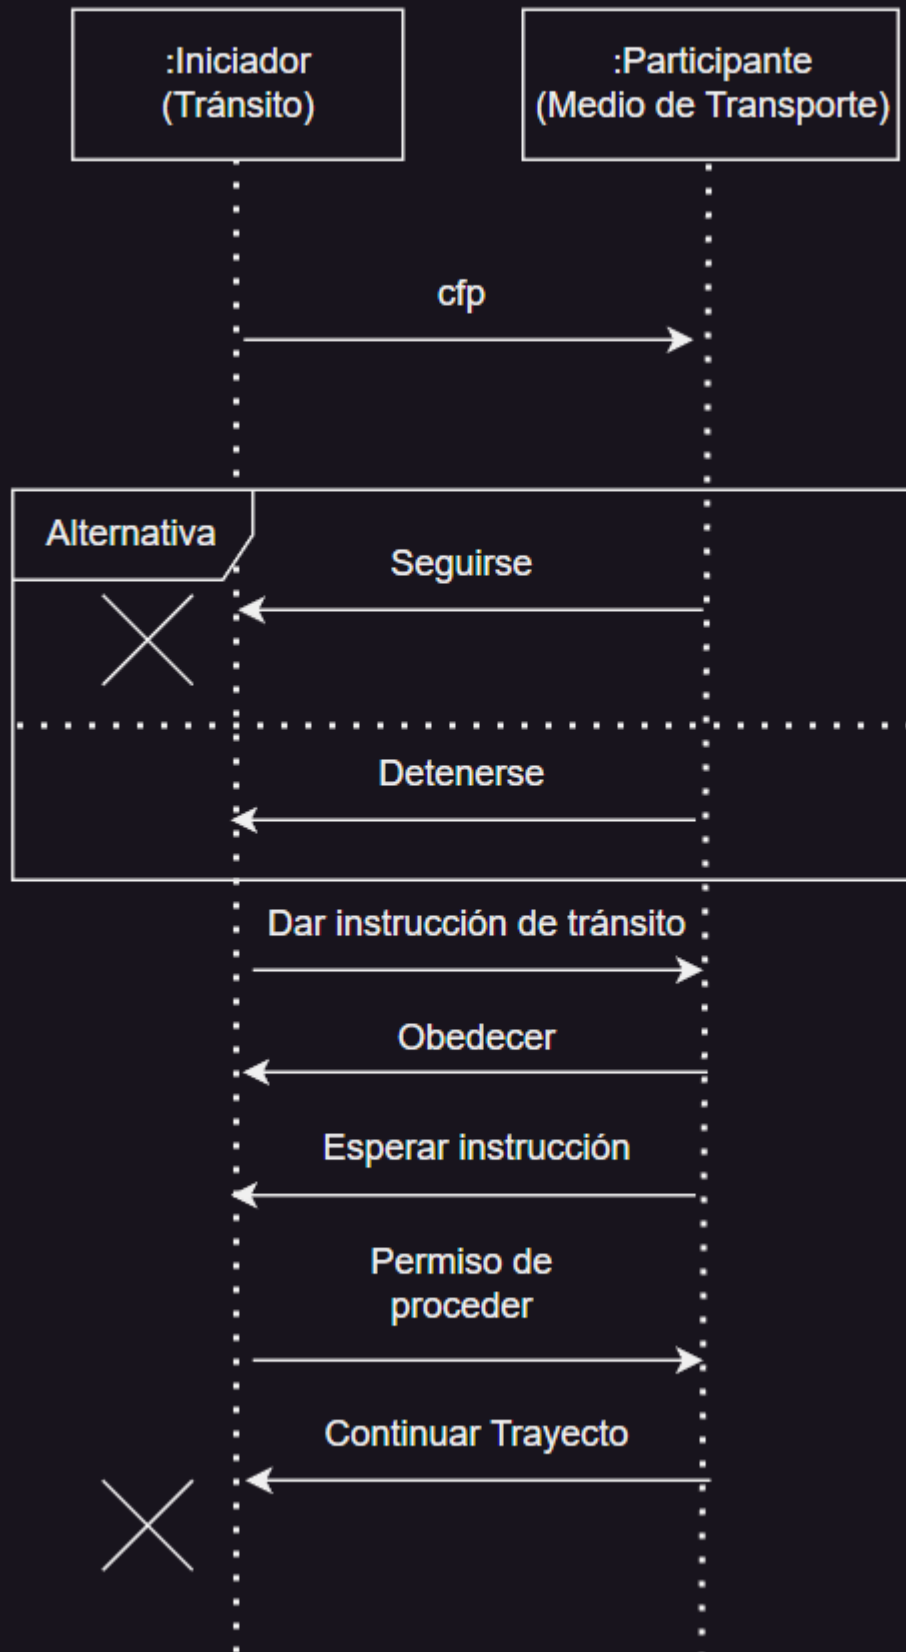 :Iniciador
(Tránsito)
:Participante
(Medio de Transporte)
cfp
Alternativa
Seguirse
Detenerse
Dar instrucción de tránsito
Obedecer
Esperar instrucción
Permiso de
proceder
Continuar Trayecto